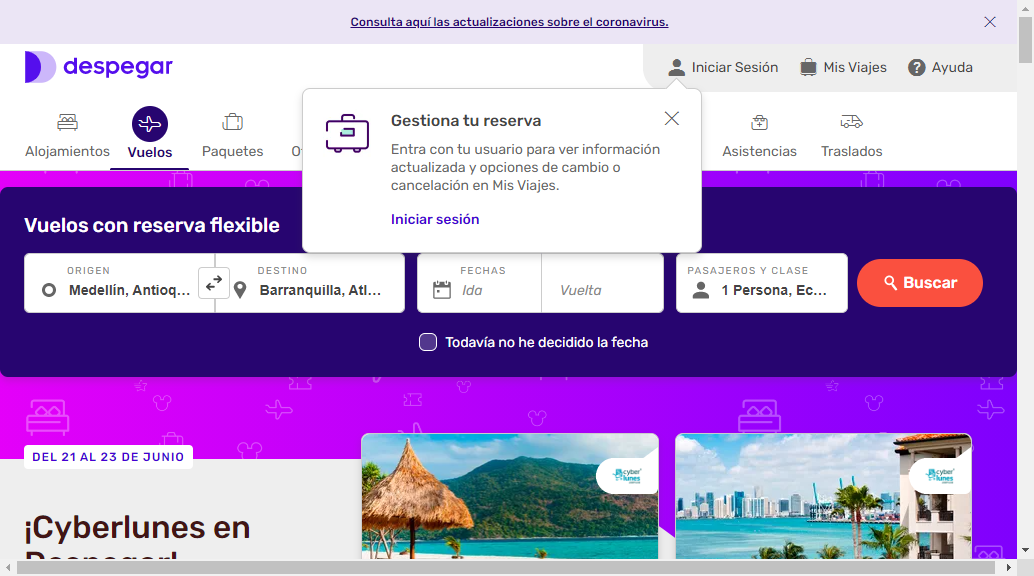 Consulta aquí las actualizaciones sobre el coronavirus.
despegar
Iniciar Sesión
Mis Viajes
Ayuda
Alojamientos
Vuelos
Paquetes
Asistencias
Traslados
Gestiona tu reserva
Entra con tu usuario para ver información
actualizada y opciones de cambio o
cancelación en Mis Viajes.
Iniciar sesión
Vuelos con reserva flexible
ORIGEN
Medellín, Antioq...
DESTINO
Barranquilla, Atl...
FECHAS
Ida
Vuelta
PASAJEROS Y CLASE
1 Persona, Ec...
Buscar
Todavía no he decidido la fecha
DEL 21 AL 23 DE JUNIO
cyber
lunes
cyber
lunes
¡Cyberlunes en
Despegar!